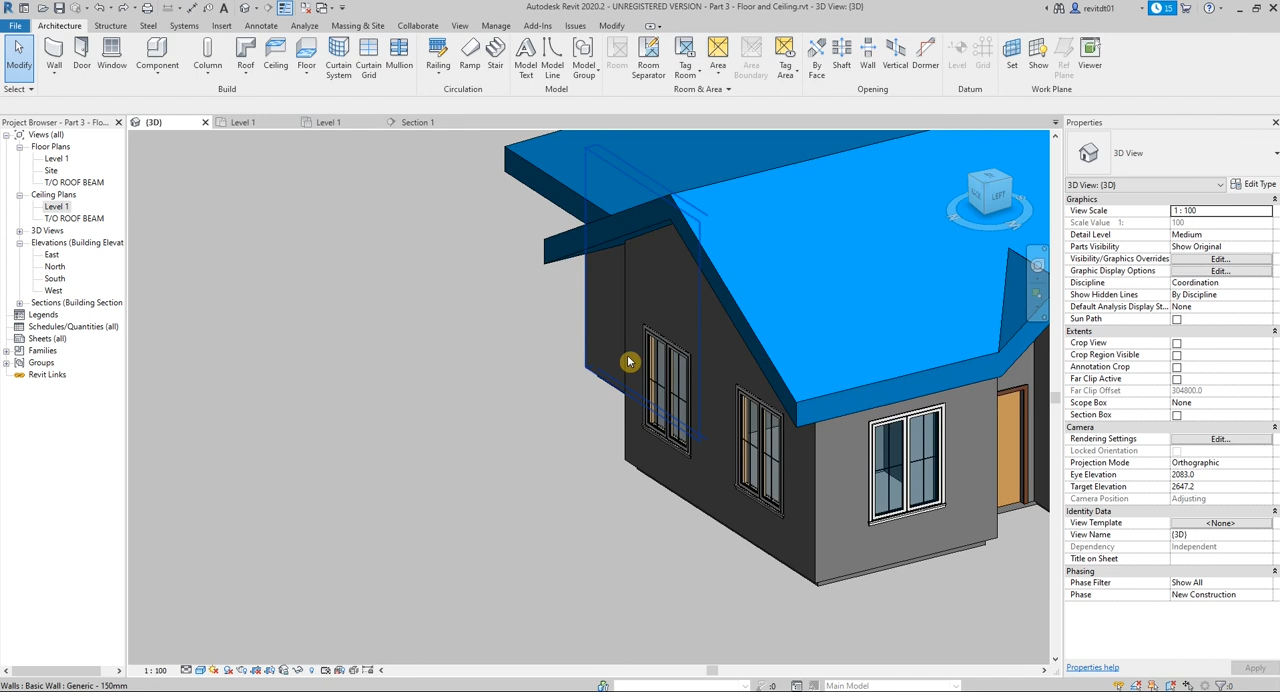 Autodesk Revit 2020.2 - UNREGISTERED VERSION - Part 3 - Floor and Ceiling.rvt - 3D View: {3D}
revitdt01
15
File Architecture Structure Steel Systems Insert Annotate Analyze Massing & Site Collaborate View Manage Add-Ins Issues Modify
Modify Wall Door Window Component Column Roof Ceiling Floor Curtain System Curtain Grid Mullion Railing Ramp Stair Model Text Model Line Model Group Room Room Separator Tag Room Area Area Boundary Tag Area By Face Shaft Wall Vertical Dormer Level Grid Set Show Ref Plane Viewer
Select Build Circulation Model Room & Area Opening Datum Work Plane
Project Browser - Part 3 - Flo...
{3D} Level 1 Level 1 Section 1
Properties
Views (all)
Floor Plans
Level 1
Site
T/O ROOF BEAM
Ceiling Plans
Level 1
T/O ROOF BEAM
3D Views
Elevations (Building Elevat
East
North
South
West
Sections (Building Section
Legends
Schedules/Quantities (all)
Sheets (all)
Families
Groups
Revit Links
BACK LEFT
3D View
3D View: {3D} Edit Type
Graphics
View Scale 1 : 100
Scale Value 1: 100
Detail Level Medium
Parts Visibility Show Original
Visibility/Graphics Overrides Edit...
Graphic Display Options Edit...
Discipline Coordination
Show Hidden Lines By Discipline
Default Analysis Display St... None
Sun Path
Extents
Crop View
Crop Region Visible
Annotation Crop
Far Clip Active
Far Clip Offset 304800.0
Scope Box None
Section Box
Camera
Rendering Settings Edit...
Locked Orientation
Projection Mode Orthographic
Eye Elevation 2083.0
Target Elevation 2647.2
Camera Position Adjusting
Identity Data
View Template <None>
View Name {3D}
Dependency Independent
Title on Sheet
Phasing
Phase Filter Show All
Phase New Construction
Properties help Apply
1 : 100
Walls : Basic Wall : Generic - 150mm
:0 Main Model :0